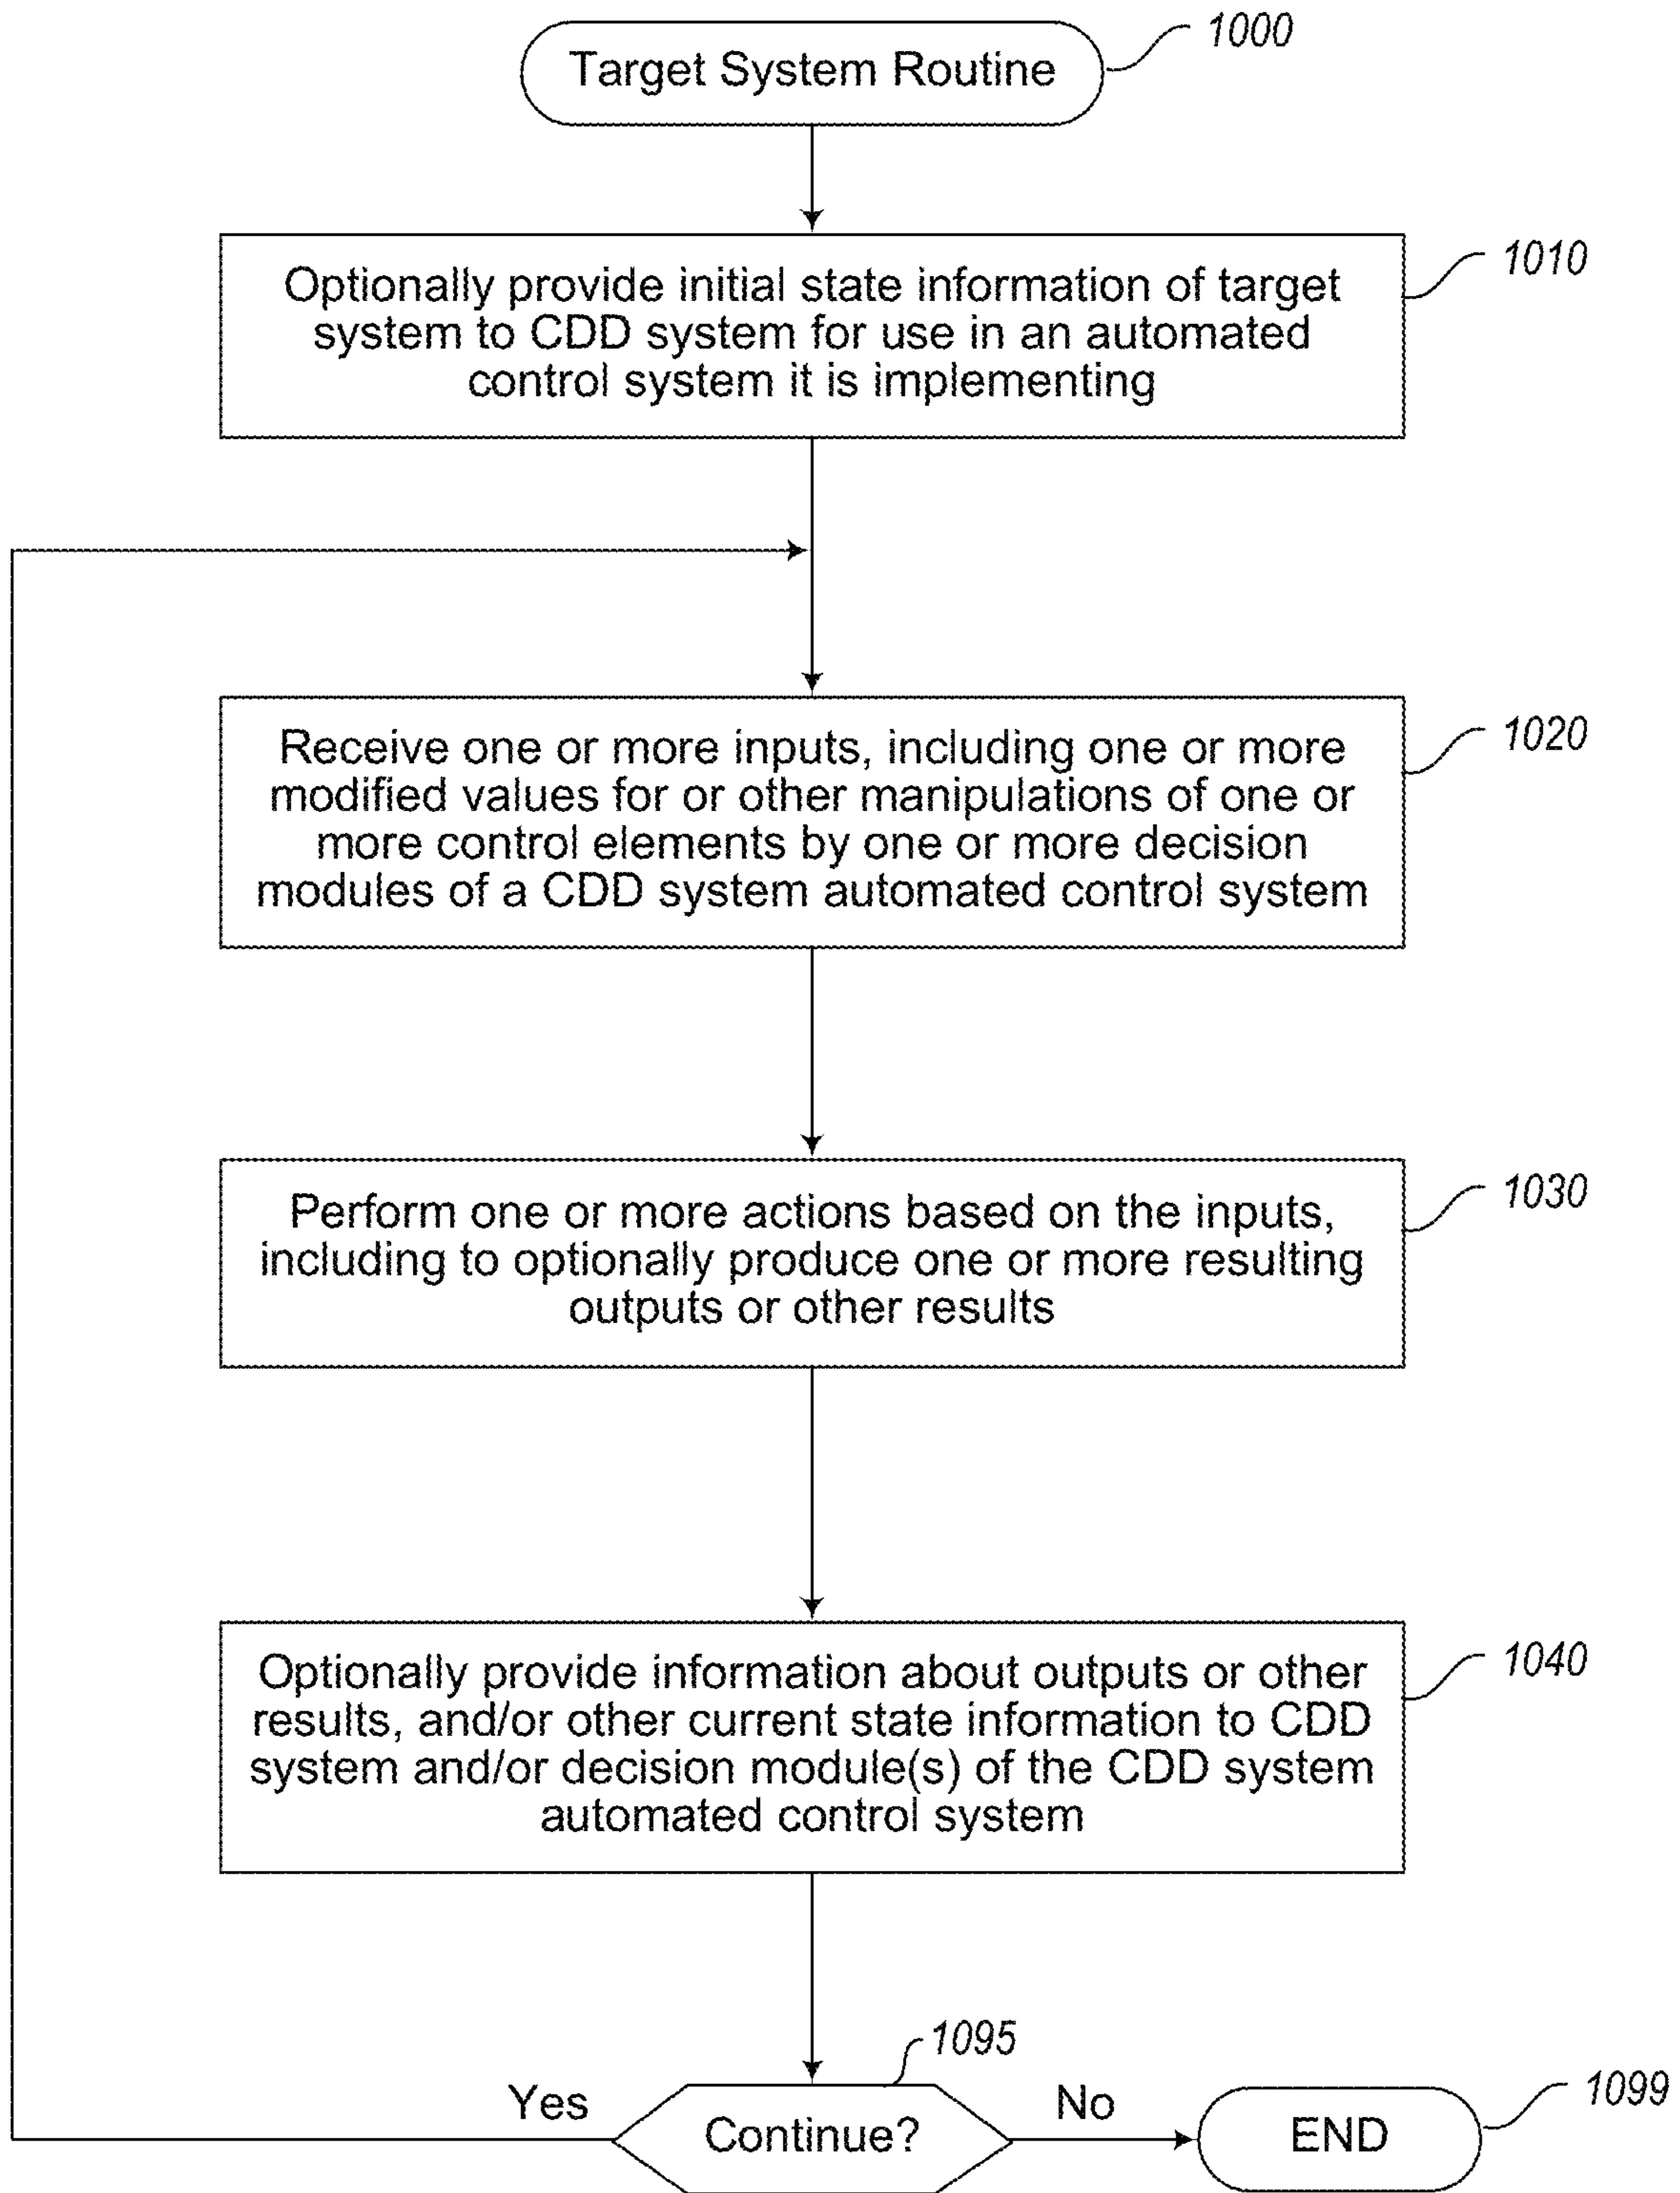 1000
Target System Routine
1010
Optionally provide initial state information of target
system to CDD system for use in an automated
control system it is implementing
1020
Receive one or more inputs, including one or more
modified values for or other manipulations of one or
more control elements by one or more decision
modules of a CDD system automated control system
1030
Perform one or more actions based on the inputs,
including to optionally produce one or more resulting
outputs or other results
1040
Optionally provide information about outputs or other
results, and/or other current state information to CDD
system and/or decision module(s) of the CDD system
automated control system
1095
Yes
Continue?
No
END
1099